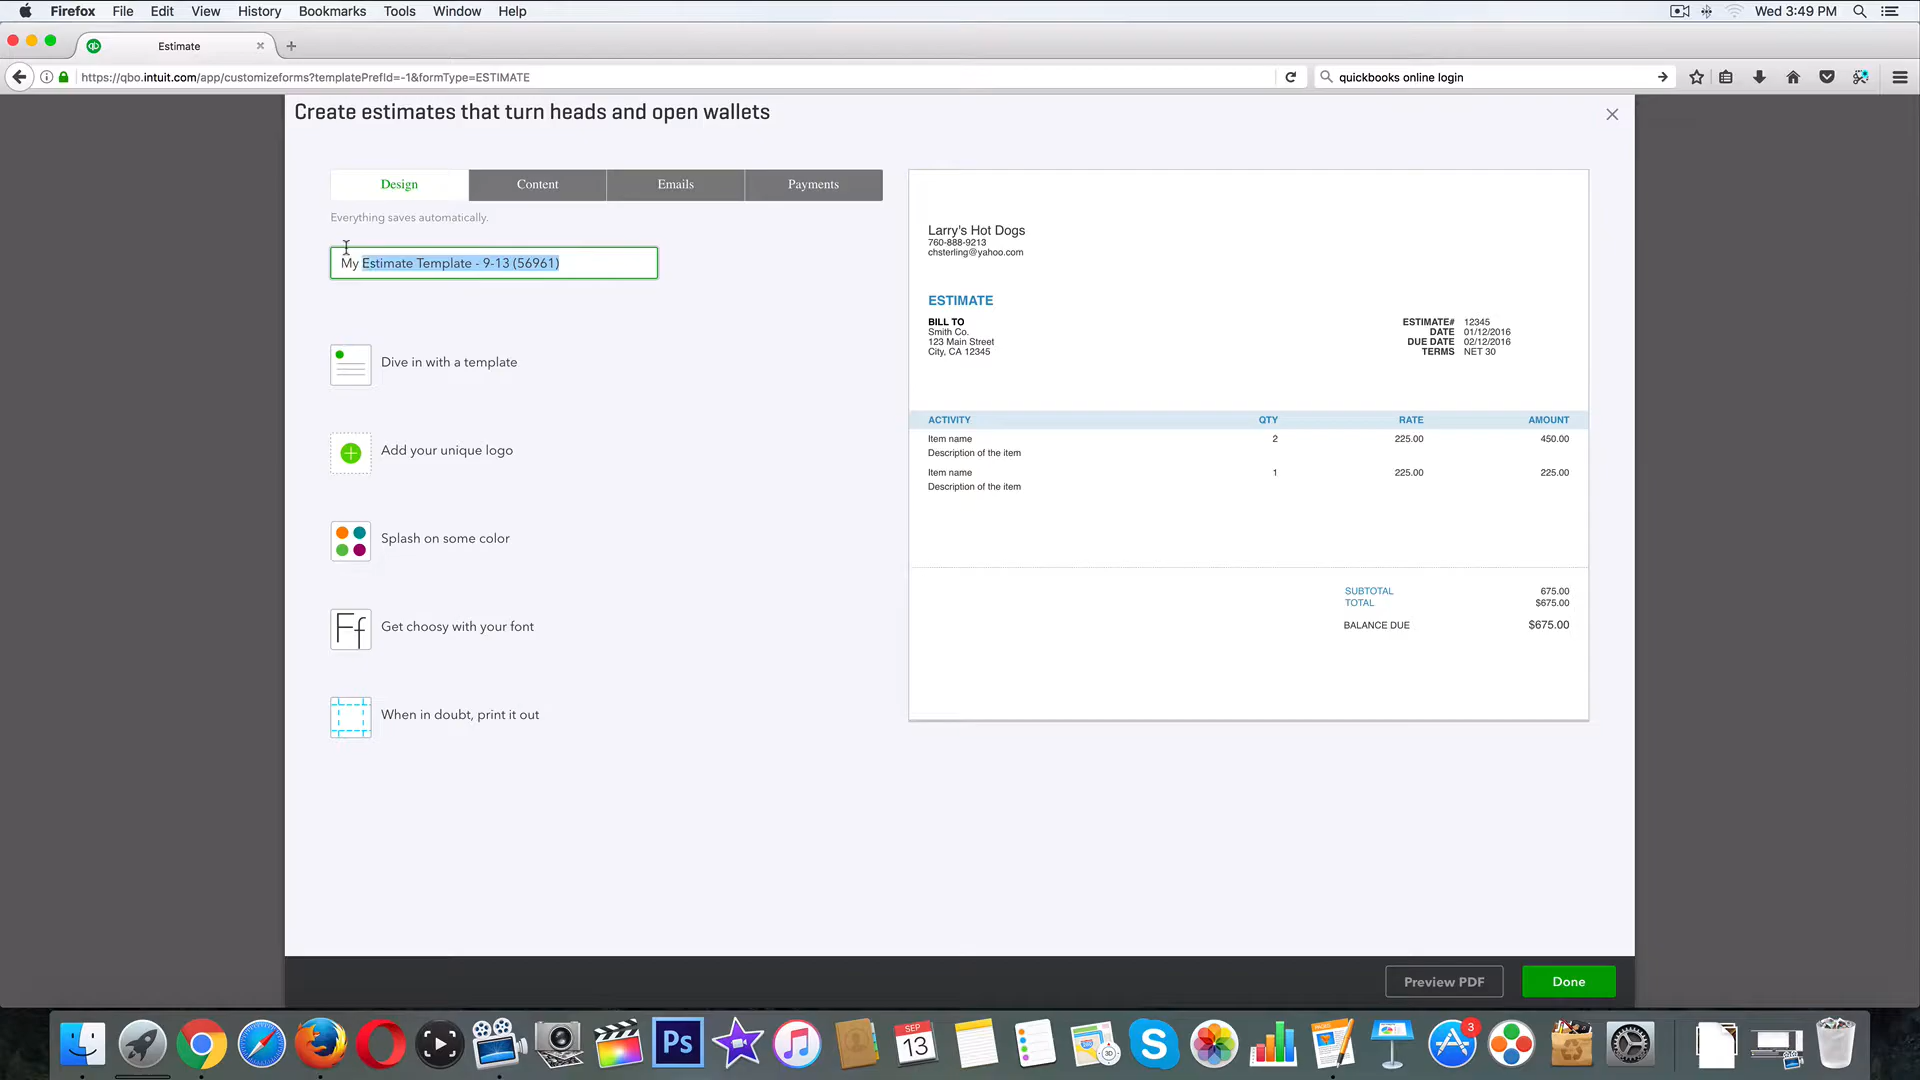 Firefox File Edit View History Bookmarks Tools Window Help Wed 3:49 PM
Estimate
https://qbo.intuit.com/app/customizeforms?templatePrefId=-1&formType=ESTIMATE
quickbooks online login
Create estimates that turn heads and open wallets
Design Content Emails Payments
Everything saves automatically.
My Estimate Template - 9-13 (56961)
Dive in with a template
Add your unique logo
Splash on some color
Ff Get choosy with your font
When in doubt, print it out
Larry's Hot Dogs
760-888-9213
chsterling@yahoo.com
ESTIMATE
BILL TO
Smith Co.
123 Main Street
City, CA 12345
ESTIMATE# 12345
DATE 01/12/2016
DUE DATE 02/12/2016
TERMS NET 30
ACTIVITY QTY RATE AMOUNT
Item name 2 225.00 450.00
Description of the item
Item name 1 225.00 225.00
Description of the item
SUBTOTAL 675.00
TOTAL $675.00
BALANCE DUE $675.00
Preview PDF Done
Ps
SEP
13
3D
S
PAGES
3